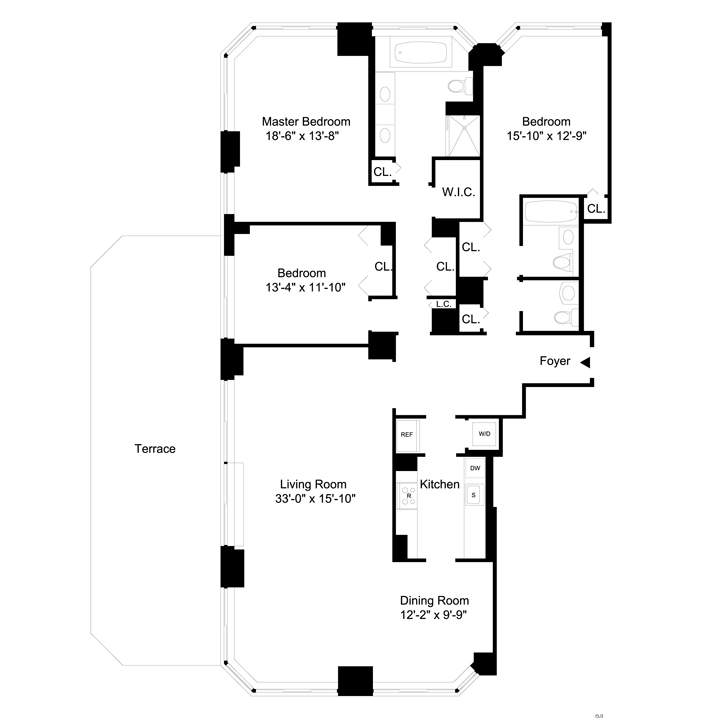 Terrace
Living Room
33'-0" x 15'-10"
Bedroom
13'-4" x 11'-10"
Master Bedroom
18'-6" x 13'-8"
CL.
CL.
Dining Room
12'-2" x 9'-9"
Kitchen
R
REF
S
DW
W/D
L.C.
CL.
W.I.C.
CL.
CL.
Bedroom
15'-10" x 12'-9"
Foyer
CL.